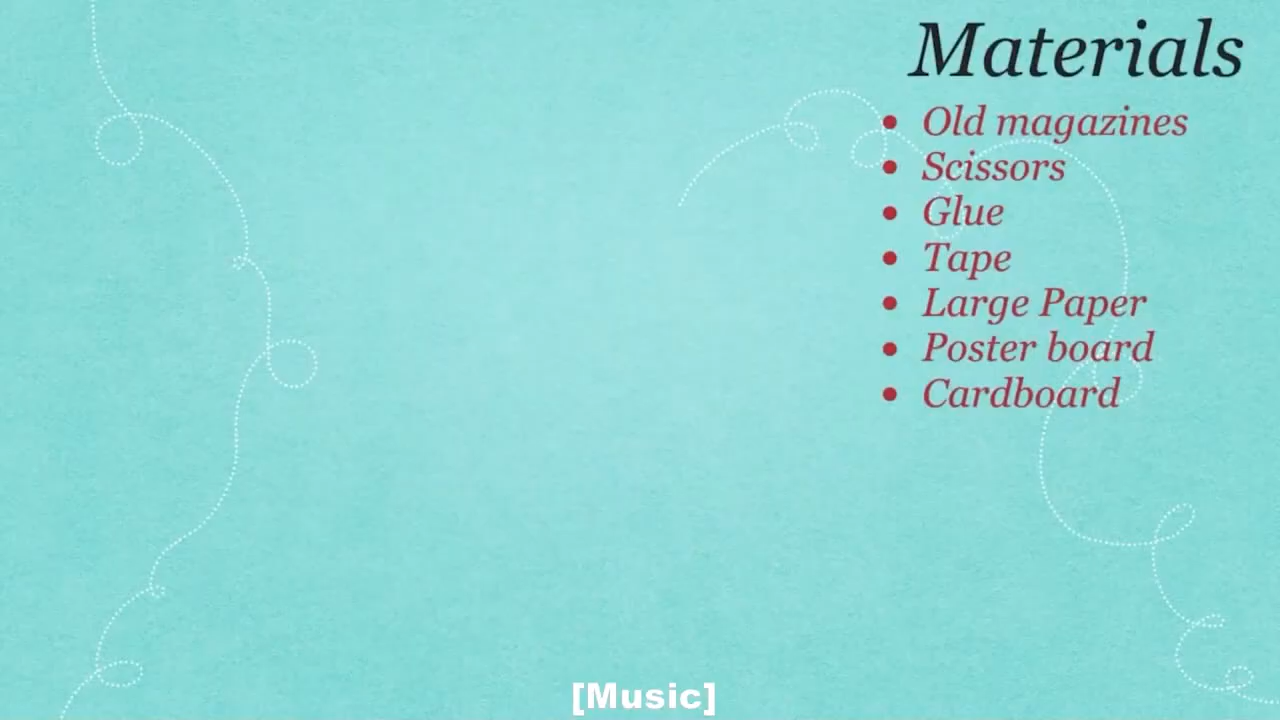 Materials
• Old magazines
• Scissors
• Glue
• Tape
• Large Paper
• Poster board
• Cardboard
[Music]